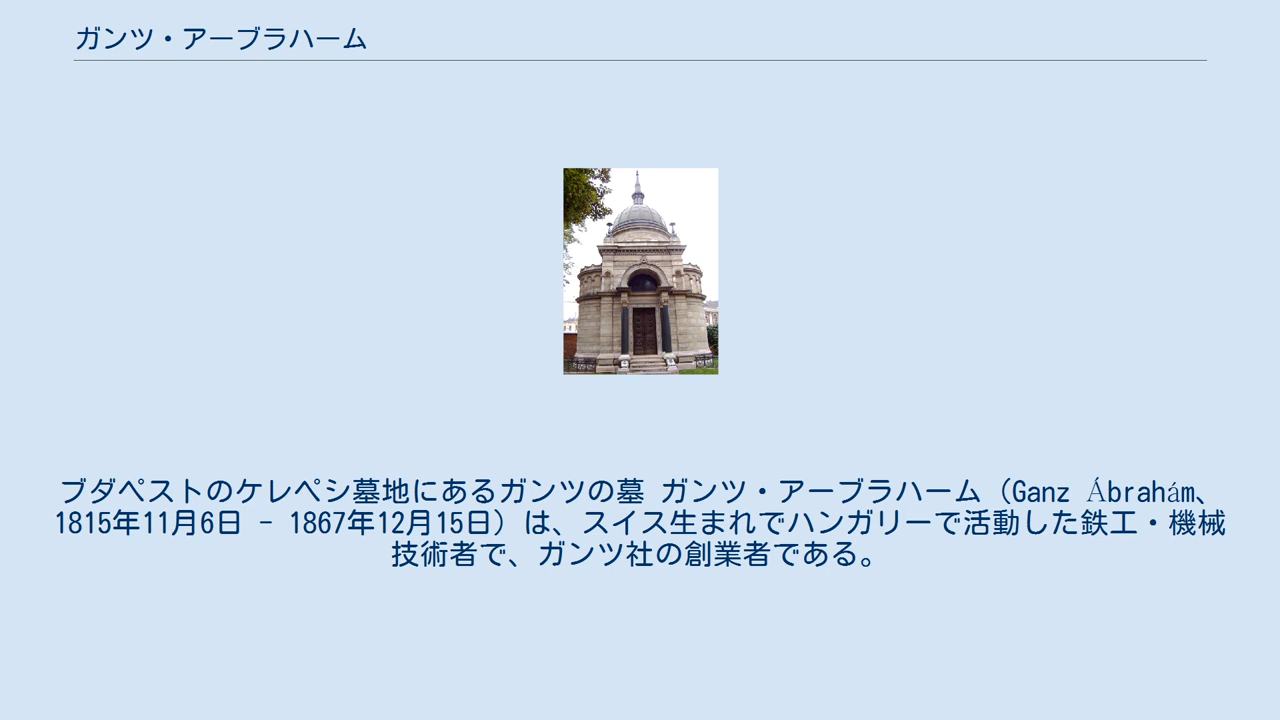 ガンツ・アーブラハーム
ブダペストのケレペシ墓地にあるガンツの墓 ガンツ・アーブラハーム（Ganz Ábrahám、
1815年11月6日 - 1867年12月15日）は、スイス生まれでハンガリーで活動した鉄工・機械
技術者で、ガンツ社の創業者である。